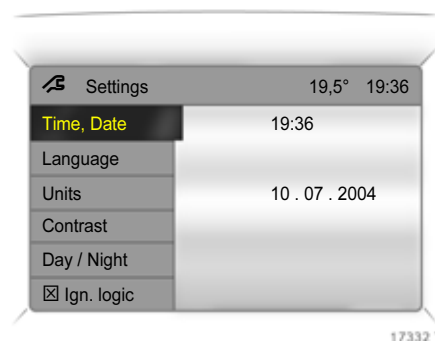 Settings 19,5° 19:36
Time, Date 19:36
Language
Units 10 . 07 . 2004
Contrast
Day / Night
☒ Ign. logic
17332